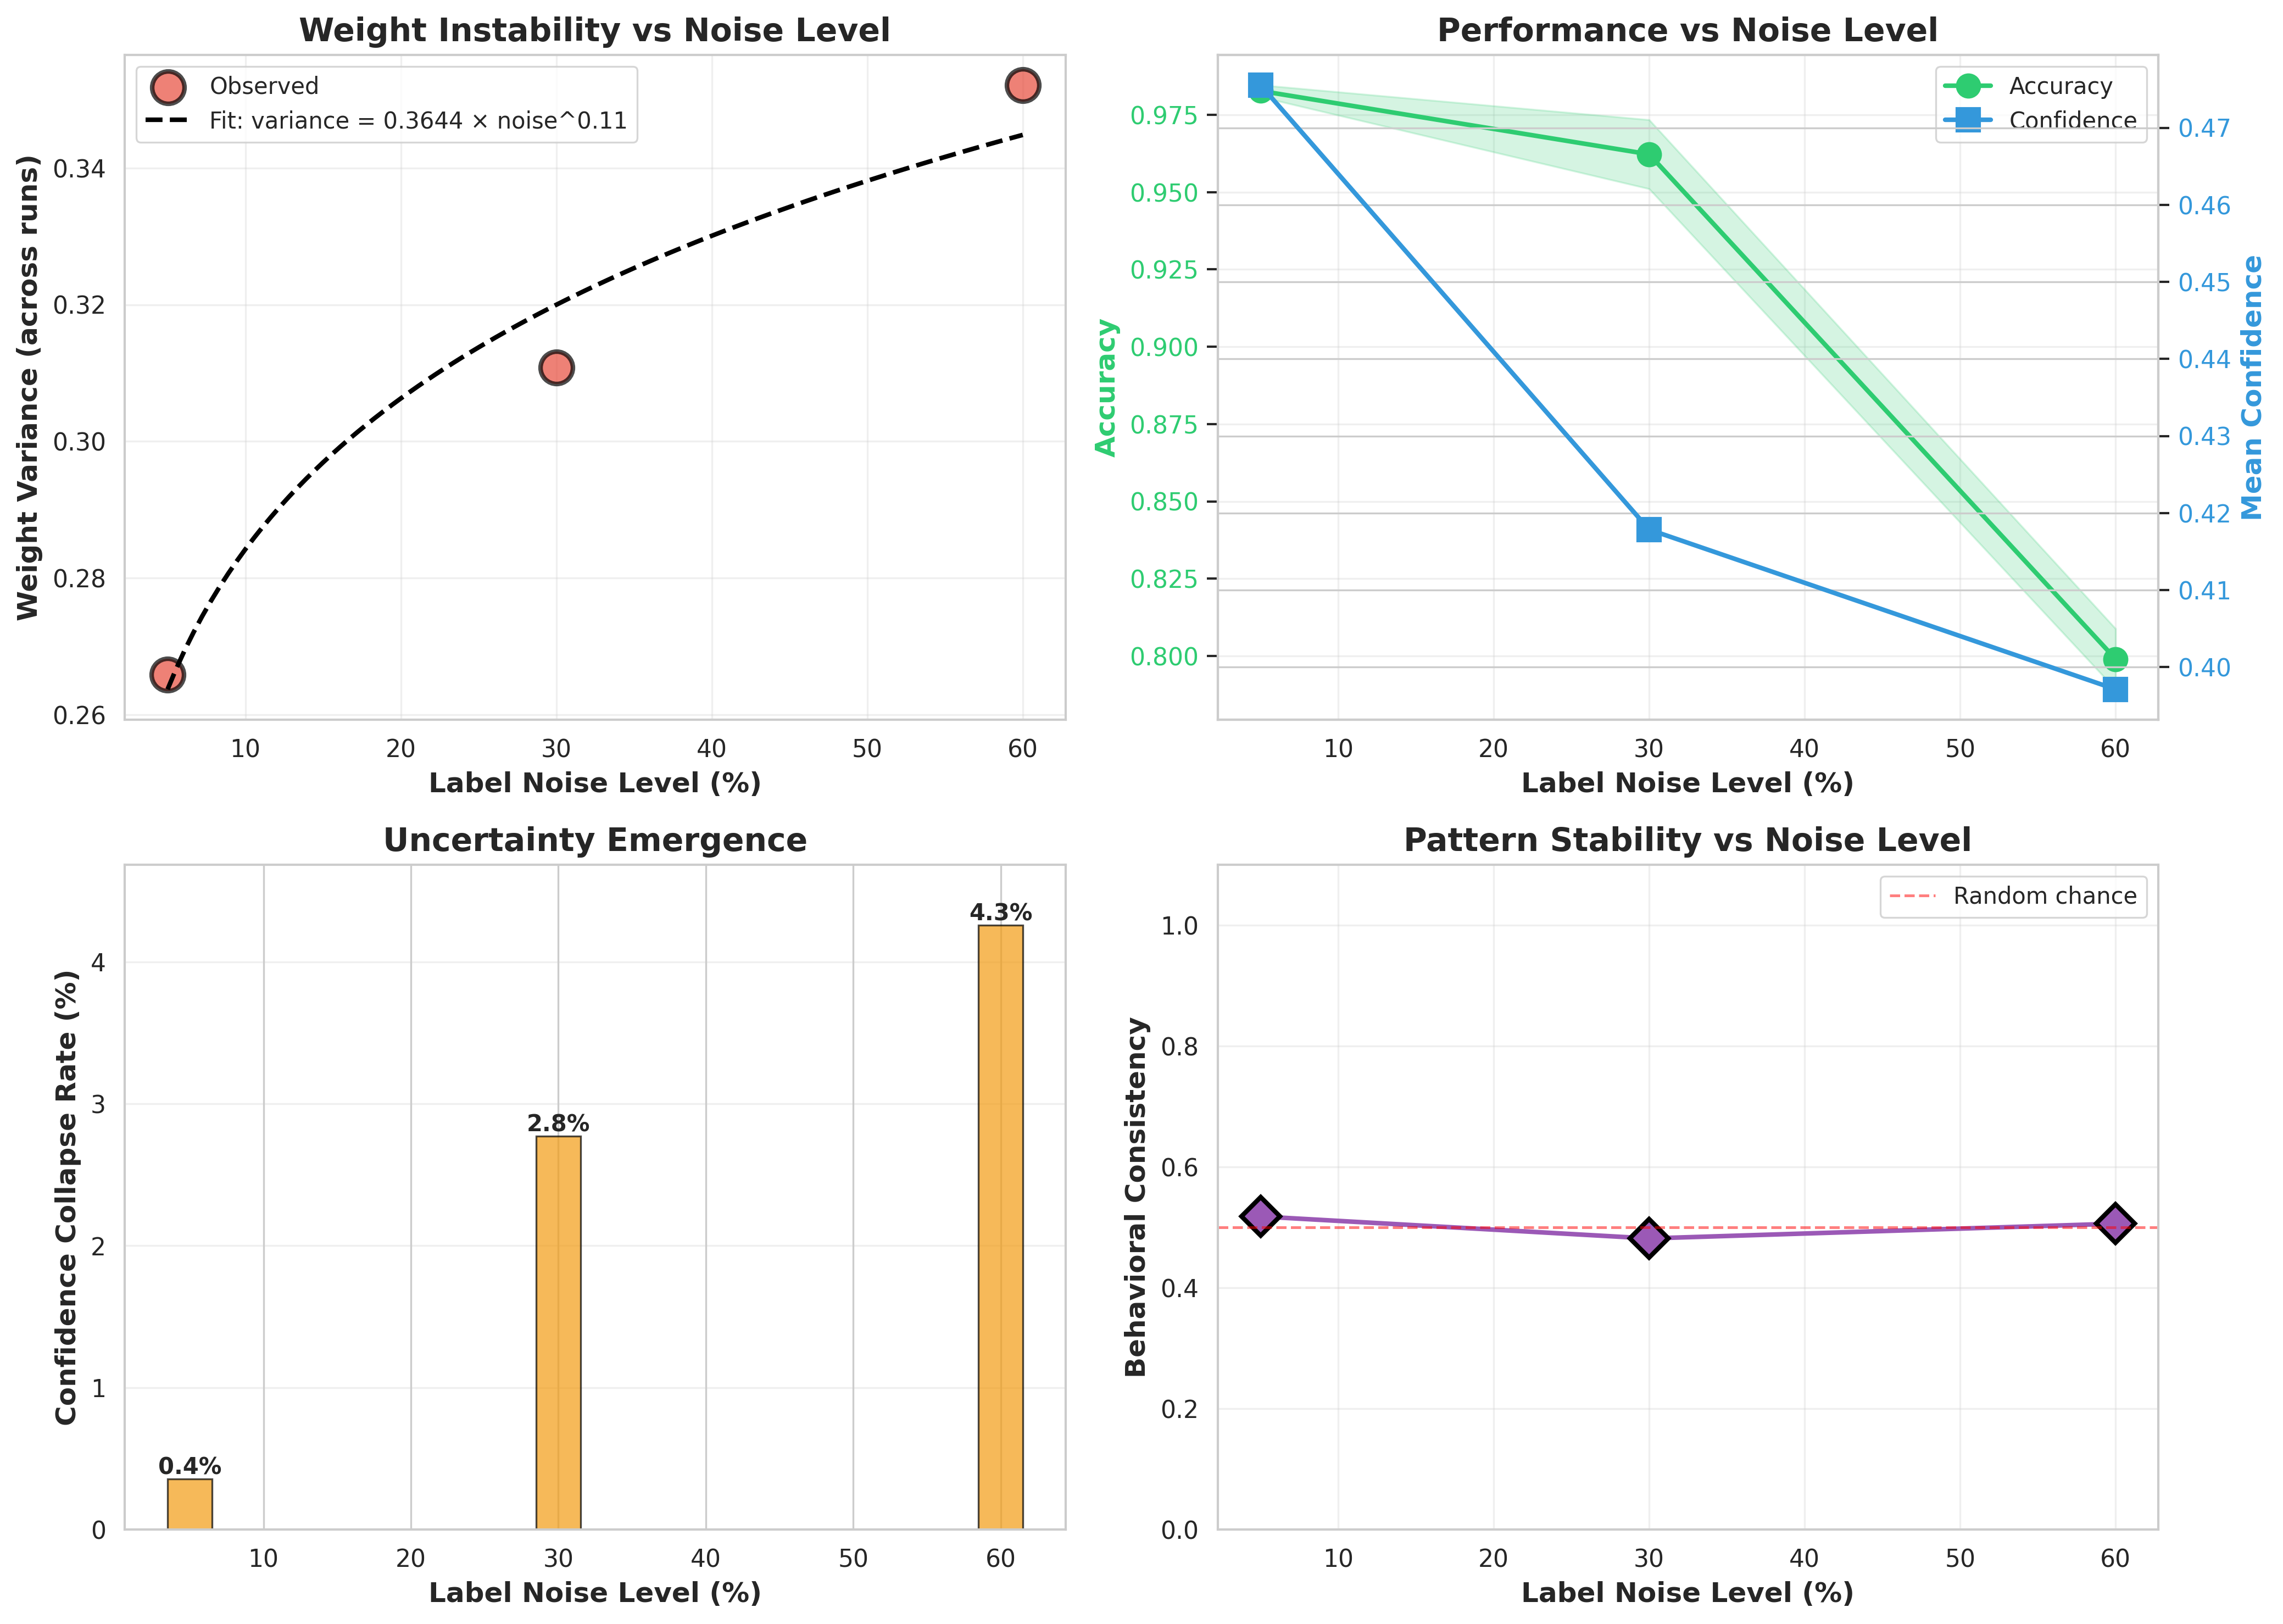 Weight Instability vs Noise Level
Observed
Fit: variance = 0.3644 × noise^0.11
Weight Variance (across runs)
0.34
0.32
0.30
0.28
0.26
10 20 30 40 50 60
Label Noise Level (%)
Performance vs Noise Level
Accuracy
Confidence
Accuracy
0.975
0.950
0.925
0.900
0.875
0.850
0.825
0.800
0.47
0.46
0.45
0.44
0.43
0.42
0.41
0.40
Mean Confidence
10 20 30 40 50 60
Label Noise Level (%)
Uncertainty Emergence
Confidence Collapse Rate (%)
4
3
2
1
0
0.4%
2.8%
4.3%
10 20 30 40 50 60
Label Noise Level (%)
Pattern Stability vs Noise Level
Random chance
Behavioral Consistency
1.0
0.8
0.6
0.4
0.2
0.0
10 20 30 40 50 60
Label Noise Level (%)